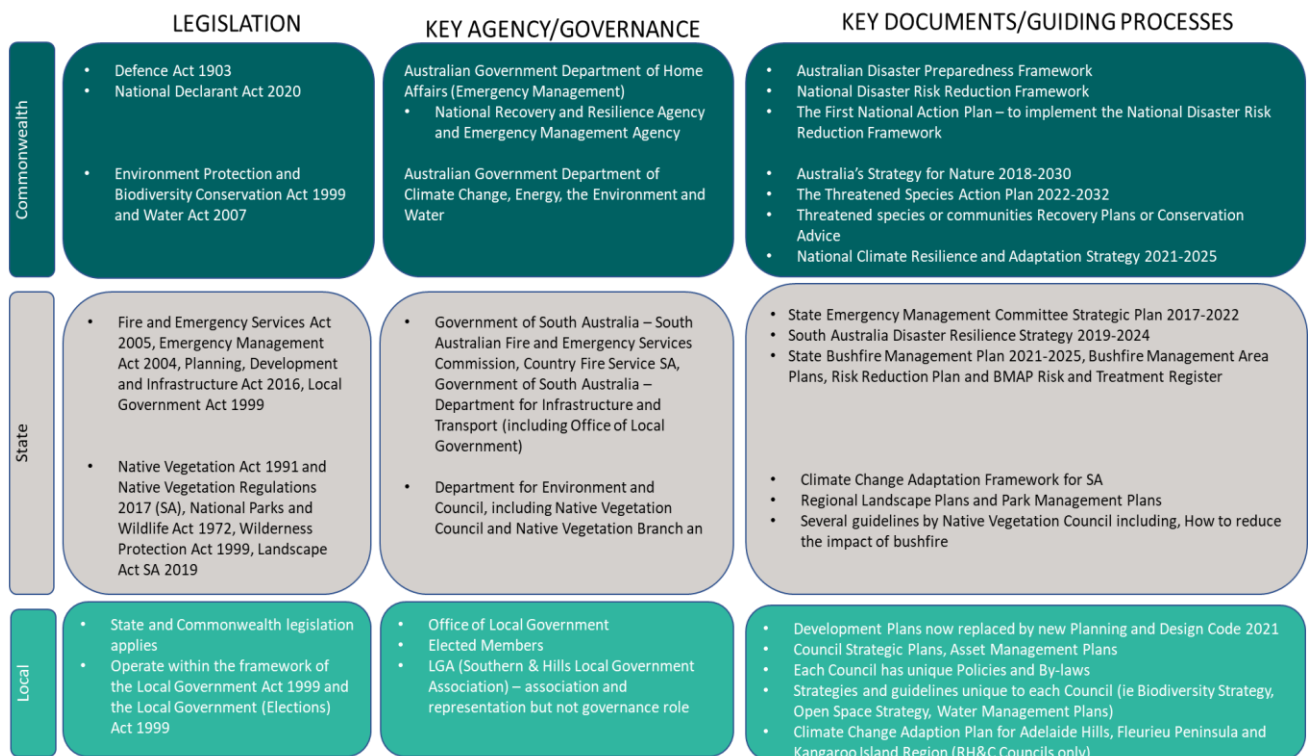 LEGISLATION
KEY AGENCY/GOVERNANCE
KEY DOCUMENTS/GUIDING PROCESSES
Commonwealth
• Defence Act 1903
• National Declarant Act 2020
• Environment Protection and
Biodiversity Conservation Act 1999
and Water Act 2007
Australian Government Department of Home
Affairs (Emergency Management)
• National Recovery and Resilience Agency
and Emergency Management Agency
Australian Government Department of
Climate Change, Energy, the Environment and
Water
• Australian Disaster Preparedness Framework
• National Disaster Risk Reduction Framework
• The First National Action Plan – to implement the National Disaster Risk
Reduction Framework
• Australia's Strategy for Nature 2018-2030
• The Threatened Species Action Plan 2022-2032
• Threatened species or communities Recovery Plans or Conservation
Advice
• National Climate Resilience and Adaptation Strategy 2021-2025
State
• Fire and Emergency Services Act
2005, Emergency Management
Act 2004, Planning, Development
and Infrastructure Act 2016, Local
Government Act 1999
• Native Vegetation Act 1991 and
Native Vegetation Regulations
2017 (SA), National Parks and
Wildlife Act 1972, Wilderness
Protection Act 1999, Landscape
Act SA 2019
• Government of South Australia – South
Australian Fire and Emergency Services
Commission, Country Fire Service SA,
Government of South Australia –
Department for Infrastructure and
Transport (including Office of Local
Government)
• Department for Environment and
Council, including Native Vegetation
Council and Native Vegetation Branch an
• State Emergency Management Committee Strategic Plan 2017-2022
• South Australia Disaster Resilience Strategy 2019-2024
• State Bushfire Management Plan 2021-2025, Bushfire Management Area
Plans, Risk Reduction Plan and BMAP Risk and Treatment Register
• Climate Change Adaptation Framework for SA
• Regional Landscape Plans and Park Management Plans
• Several guidelines by Native Vegetation Council including, How to reduce
the impact of bushfire
Local
• State and Commonwealth legislation
applies
• Operate within the framework of
the Local Government Act 1999 and
the Local Government (Elections)
Act 1999
• Office of Local Government
• Elected Members
• LGA (Southern & Hills Local Government
Association) – association and
representation but not governance role
• Development Plans now replaced by new Planning and Design Code 2021
• Council Strategic Plans, Asset Management Plans
• Each Council has unique Policies and By-laws
• Strategies and guidelines unique to each Council (ie Biodiversity Strategy,
Open Space Strategy, Water Management Plans)
• Climate Change Adaption Plan for Adelaide Hills, Fleurieu Peninsula and
Kangaroo Island Region (RH&C Councils only)